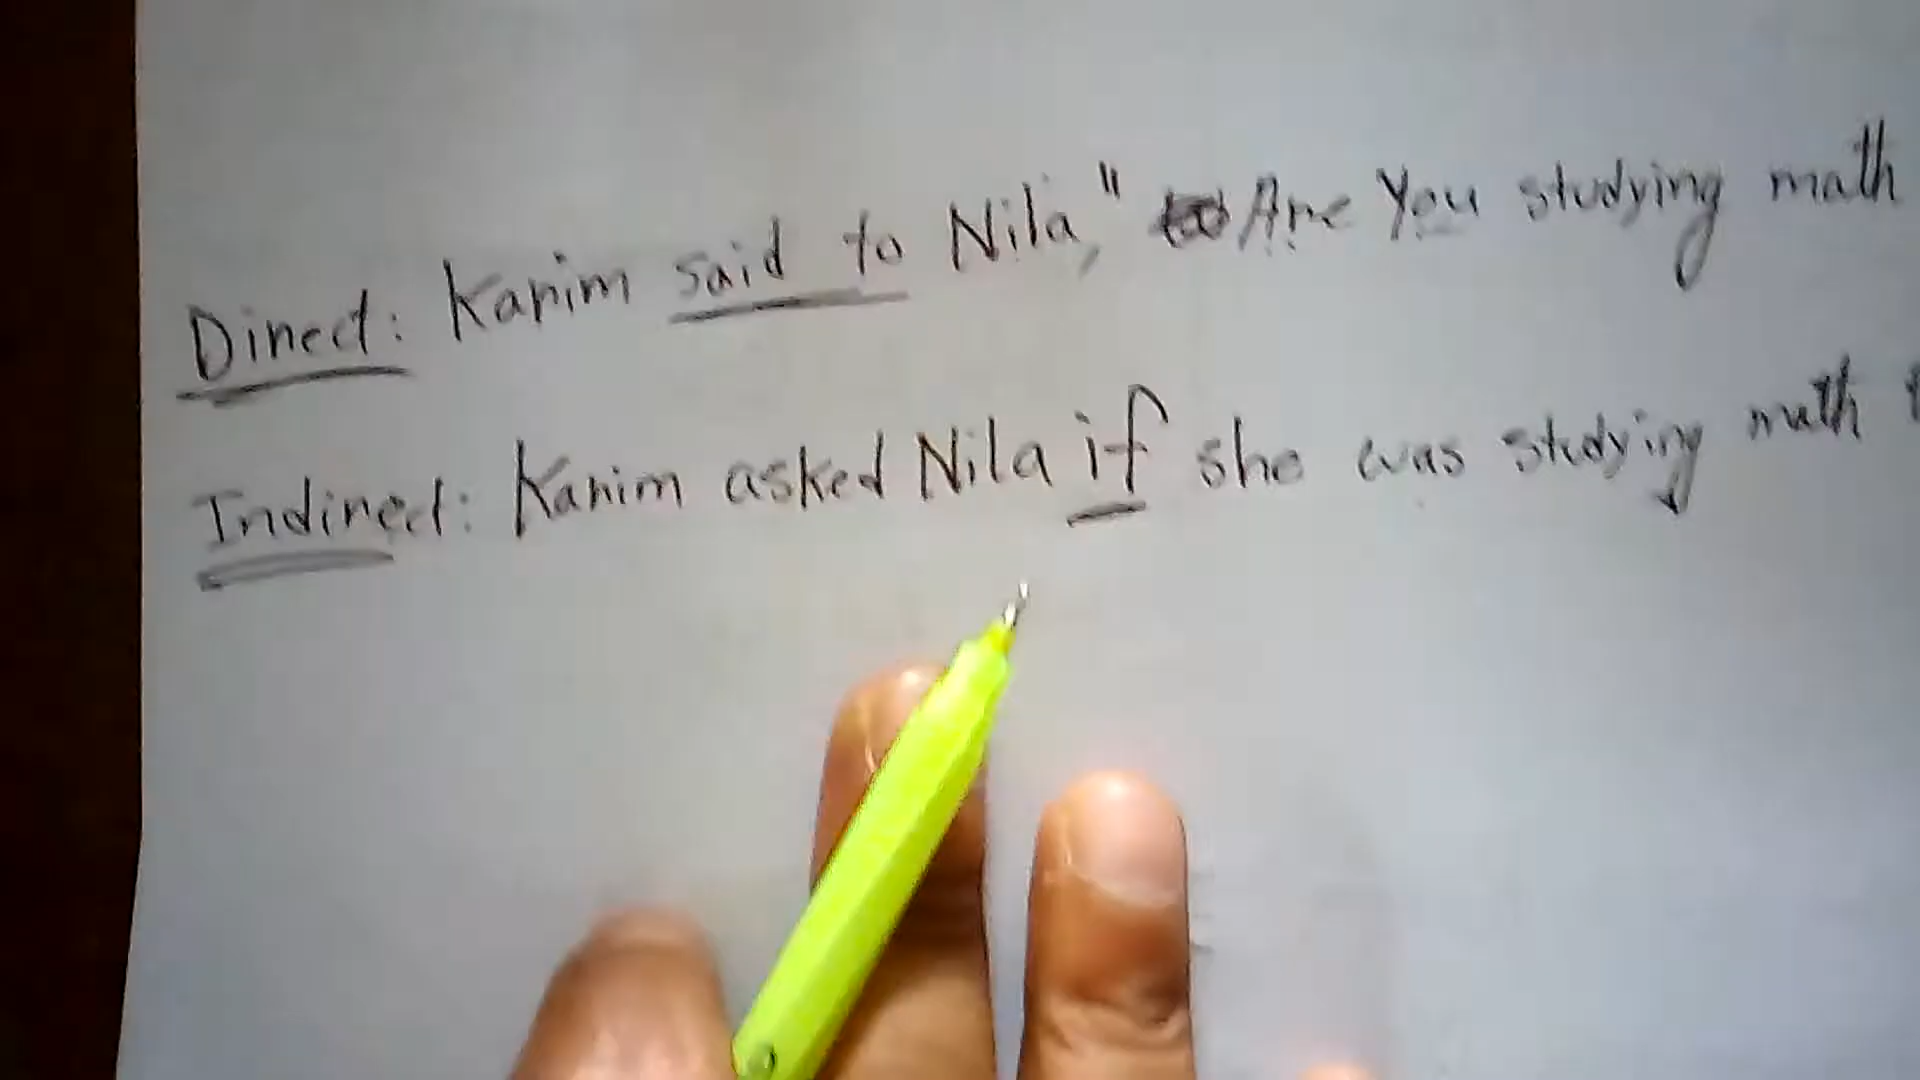 Direct: Karim said to Nila, " Are You studying math
Indirect: Karim asked Nila if she was studying math